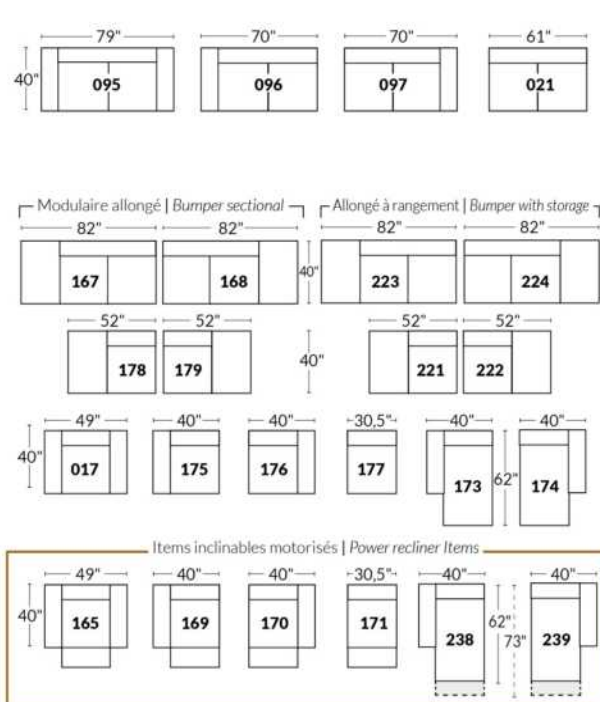 79" 70" 70" 61"
40" 095 096 097 021
Modulaire allongé | Bumper sectional Allongé à rangement | Bumper with storage
82" 82" 82" 82"
167 168 40" 223 224
52" 52" 52" 52"
178 179 40" 221 222
49" 40" 40" 30,5" 40" 40"
40" 017 175 176 177 173 62" 174
Items inclinables motorisés | Power recliner Items
49" 40" 40" 30,5" 40" 40"
40" 165 169 170 171 238 62" 73" 239